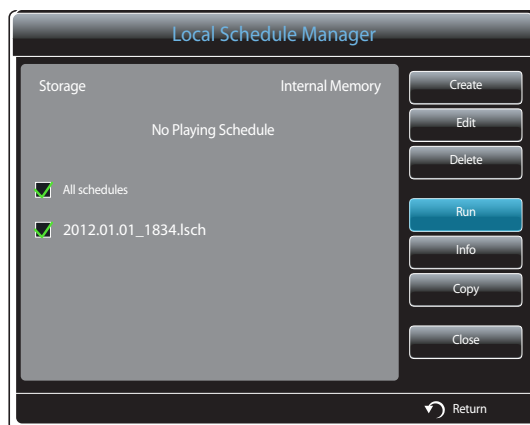 Local Schedule Manager
Storage Internal Memory
No Playing Schedule
All schedules
2012.01.01_1834.lsch
Create
Edit
Delete
Run
Info
Copy
Close
Return